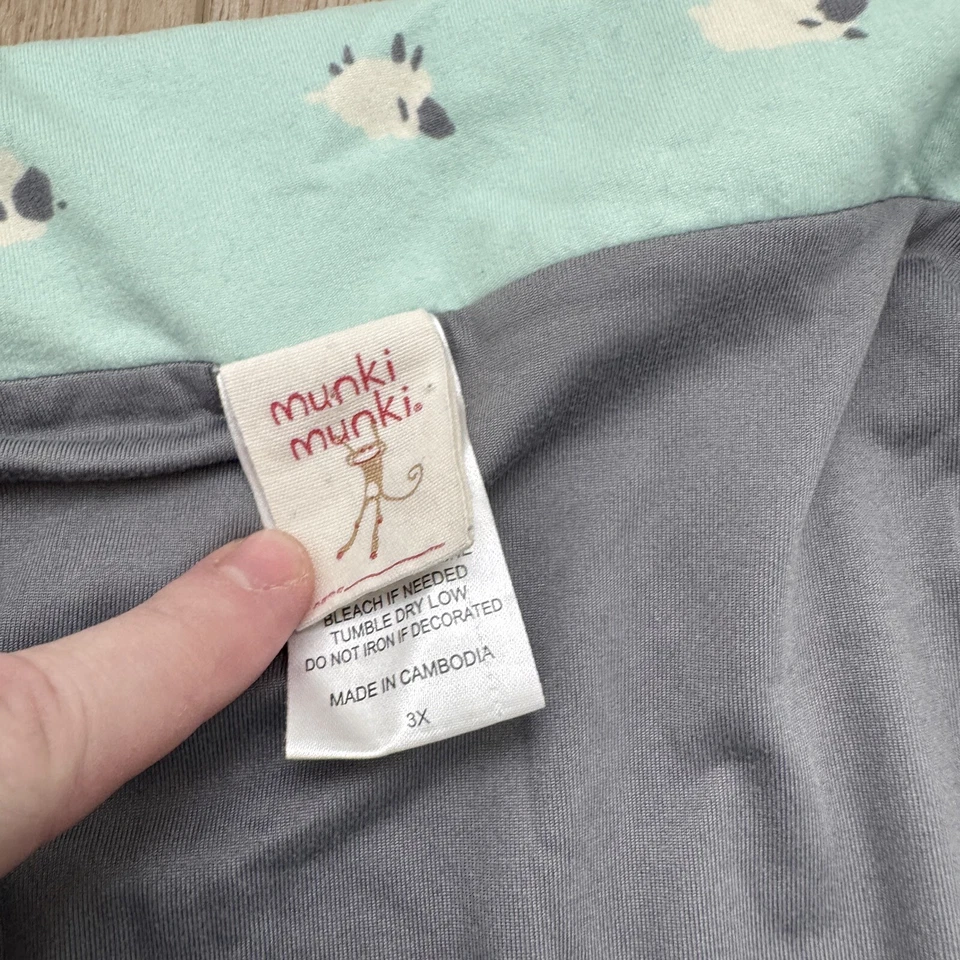 munki
munki®
BLEACH IF NEEDED
TUMBLE DRY LOW
DO NOT IRON IF DECORATED
MADE IN CAMBODIA
3X